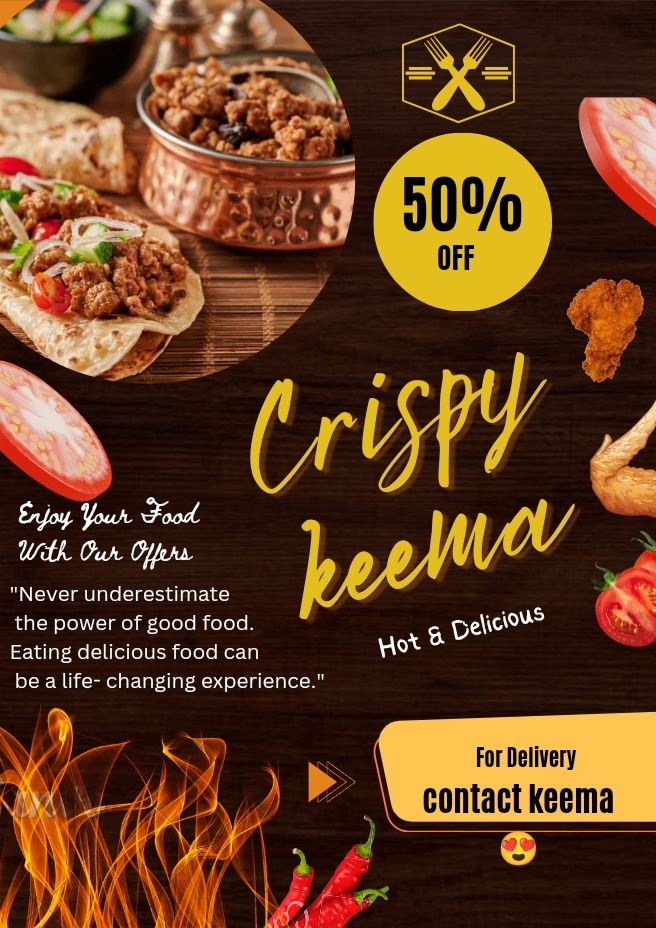 50%
OFF
Crispy
keema
Hot & Delicious
Enjoy Your Food
With Our Offers
"Never underestimate
the power of good food.
Eating delicious food can
be a life- changing experience."
For Delivery
contact keema
😍